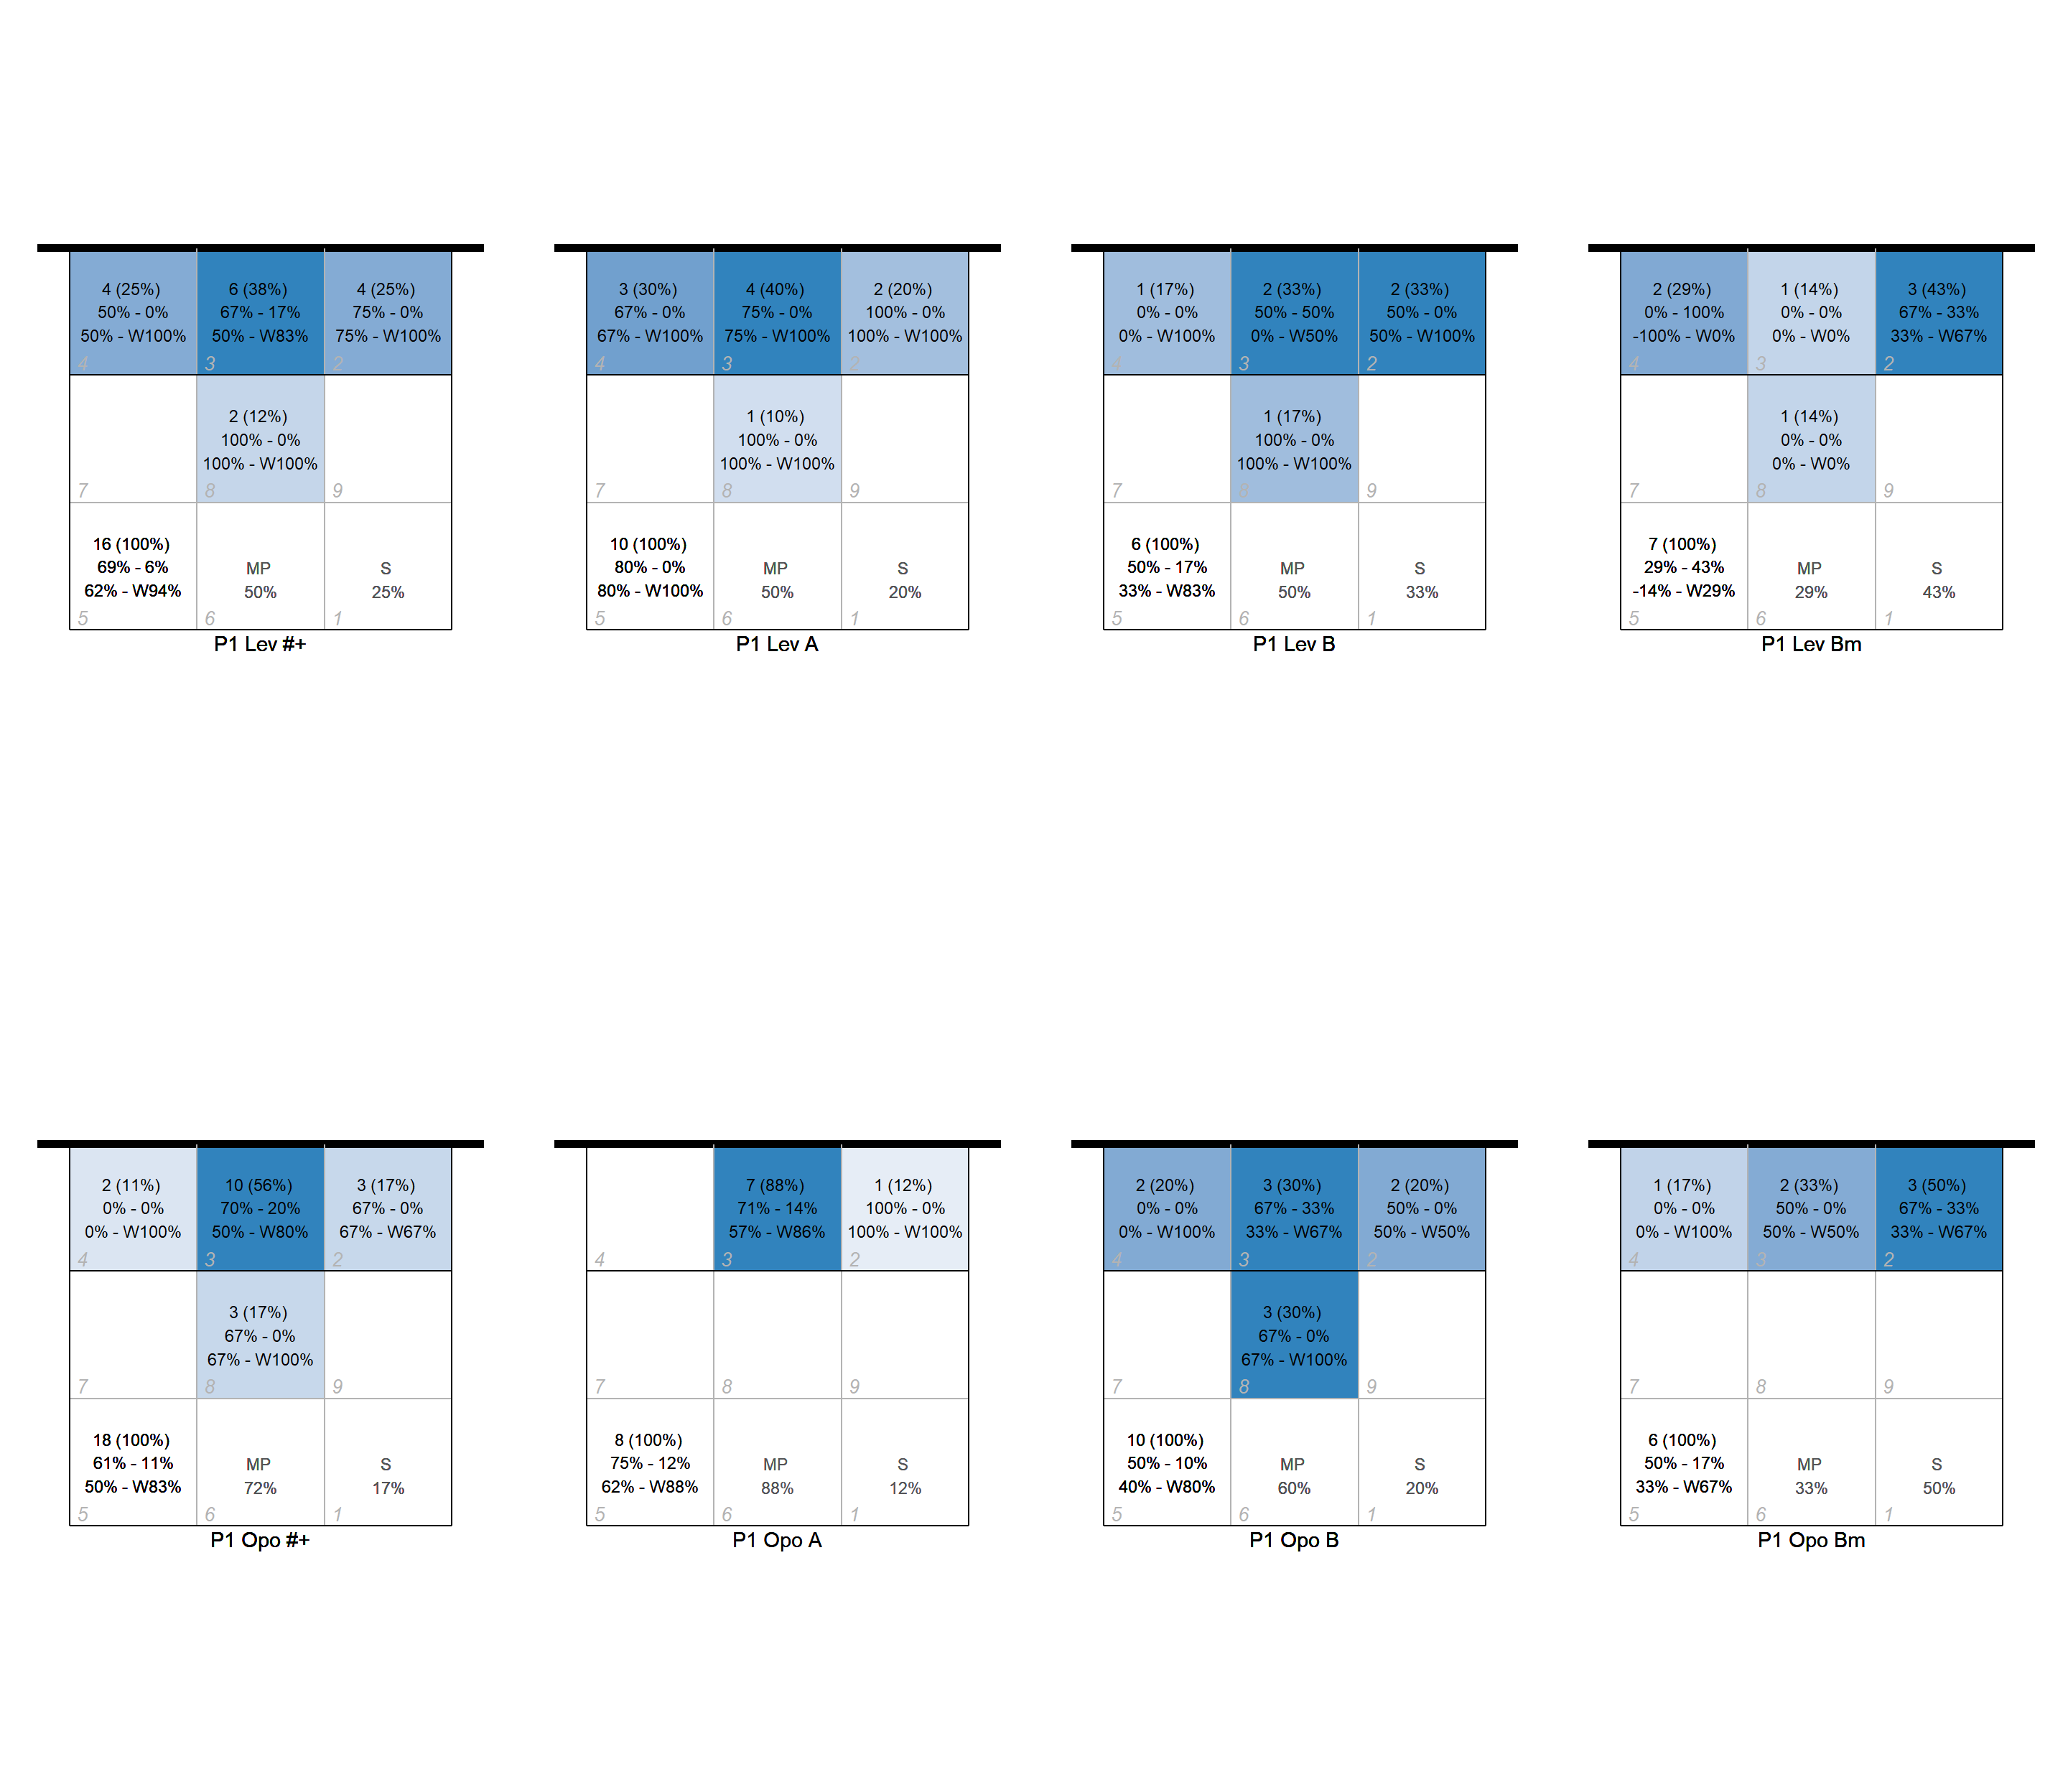 4 (25%)
50% - 0%
50% - W100%
4
6 (38%)
67% - 17%
50% - W83%
3
4 (25%)
75% - 0%
75% - W100%
2
7
2 (12%)
100% - 0%
100% - W100%
8
9
16 (100%)
69% - 6%
62% - W94%
5
MP
50%
6
S
25%
1
P1 Lev #+
3 (30%)
67% - 0%
67% - W100%
4
4 (40%)
75% - 0%
75% - W100%
3
2 (20%)
100% - 0%
100% - W100%
2
7
1 (10%)
100% - 0%
100% - W100%
8
9
10 (100%)
80% - 0%
80% - W100%
5
MP
50%
6
S
20%
1
P1 Lev A
1 (17%)
0% - 0%
0% - W100%
4
2 (33%)
50% - 50%
0% - W50%
3
2 (33%)
50% - 0%
50% - W100%
2
7
1 (17%)
100% - 0%
100% - W100%
8
9
6 (100%)
50% - 17%
33% - W83%
5
MP
50%
6
S
33%
1
P1 Lev B
2 (29%)
0% - 100%
-100% - W0%
4
1 (14%)
0% - 0%
0% - W0%
3
3 (43%)
67% - 33%
33% - W67%
2
7
1 (14%)
0% - 0%
0% - W0%
8
9
7 (100%)
29% - 43%
-14% - W29%
5
MP
29%
6
S
43%
1
P1 Lev Bm
2 (11%)
0% - 0%
0% - W100%
4
10 (56%)
70% - 20%
50% - W80%
3
3 (17%)
67% - 0%
67% - W67%
2
7
3 (17%)
67% - 0%
67% - W100%
8
9
18 (100%)
61% - 11%
50% - W83%
5
MP
72%
6
S
17%
1
P1 Opo #+
4
7 (88%)
71% - 14%
57% - W86%
3
1 (12%)
100% - 0%
100% - W100%
2
7
8
9
8 (100%)
75% - 12%
62% - W88%
5
MP
88%
6
S
12%
1
P1 Opo A
2 (20%)
0% - 0%
0% - W100%
4
3 (30%)
67% - 33%
33% - W67%
3
2 (20%)
50% - 0%
50% - W50%
2
7
3 (30%)
67% - 0%
67% - W100%
8
9
10 (100%)
50% - 10%
40% - W80%
5
MP
60%
6
S
20%
1
P1 Opo B
1 (17%)
0% - 0%
0% - W100%
4
2 (33%)
50% - 0%
50% - W50%
3
3 (50%)
67% - 33%
33% - W67%
2
7
8
9
6 (100%)
50% - 17%
33% - W67%
5
MP
33%
6
S
50%
1
P1 Opo Bm